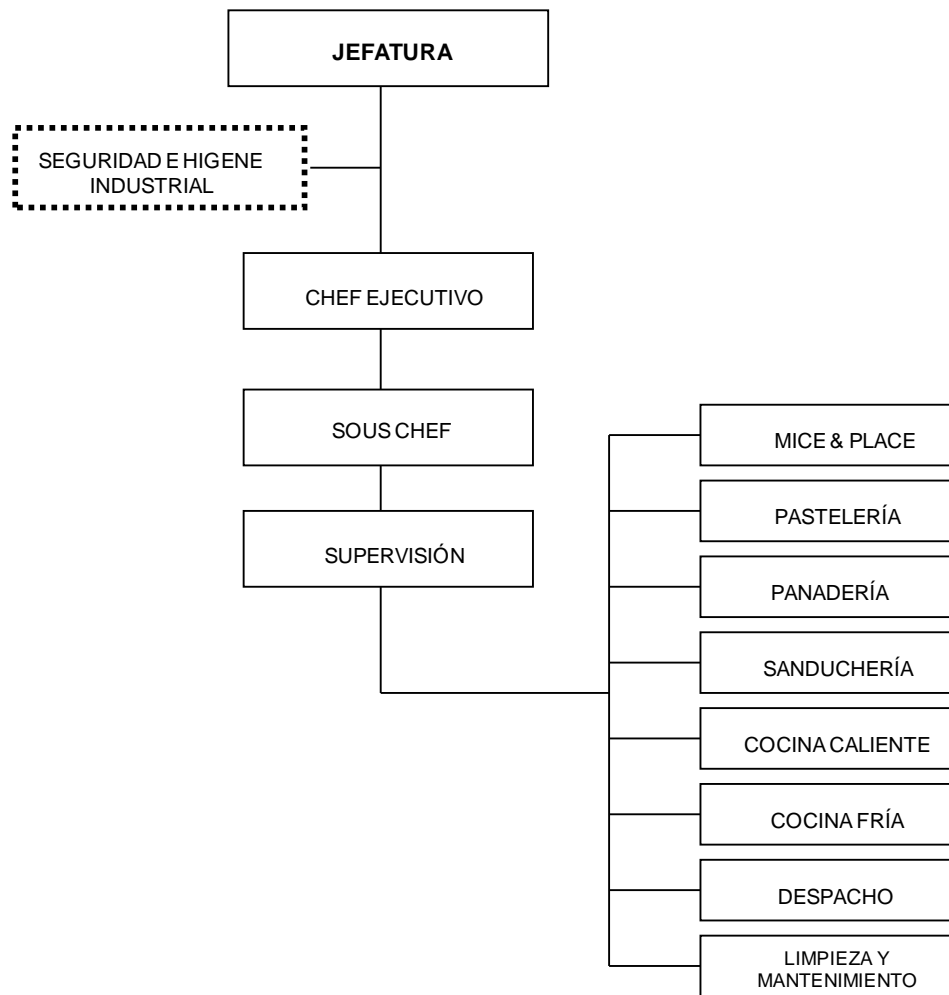 JEFATURA
SEGURIDAD E HIGENE
INDUSTRIAL
CHEF EJECUTIVO
SOUS CHEF
SUPERVISIÓN
MICE & PLACE
PASTELERÍA
PANADERÍA
SANDUCHERÍA
COCINA CALIENTE
COCINA FRÍA
DESPACHO
LIMPIEZA Y
MANTENIMIENTO